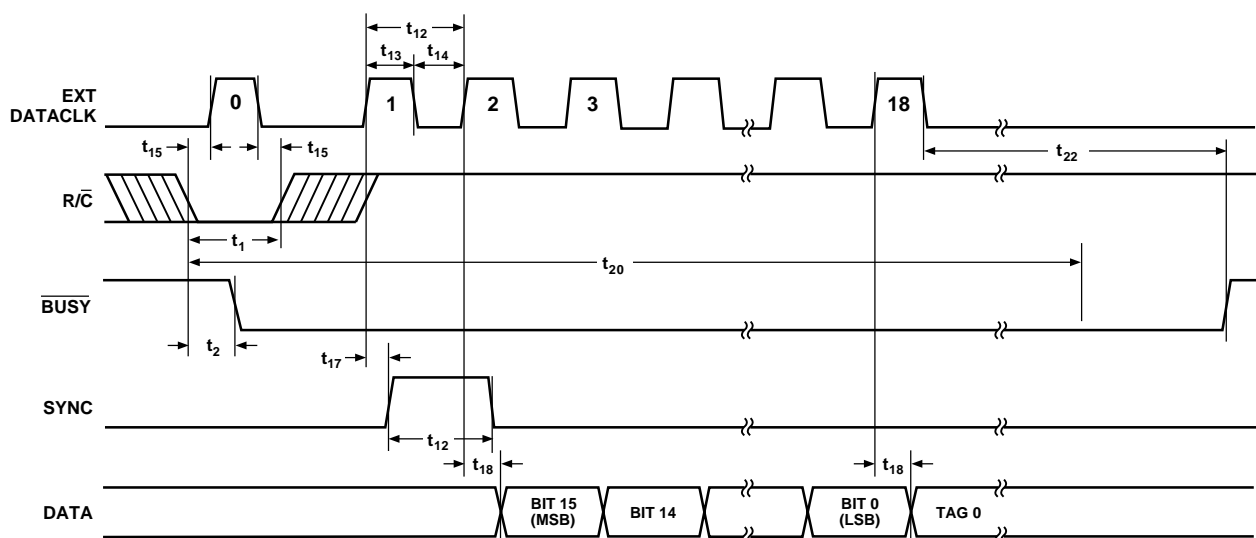 t12
t13 t14
EXT
DATACLK
0 1 2 3 18
t15 t15 t22
R/C̅
t1
t20
B̅U̅S̅Y̅
t2
t17
SYNC
t12
t18 t18
DATA
BIT 15
(MSB)
BIT 14
BIT 0
(LSB)
TAG 0